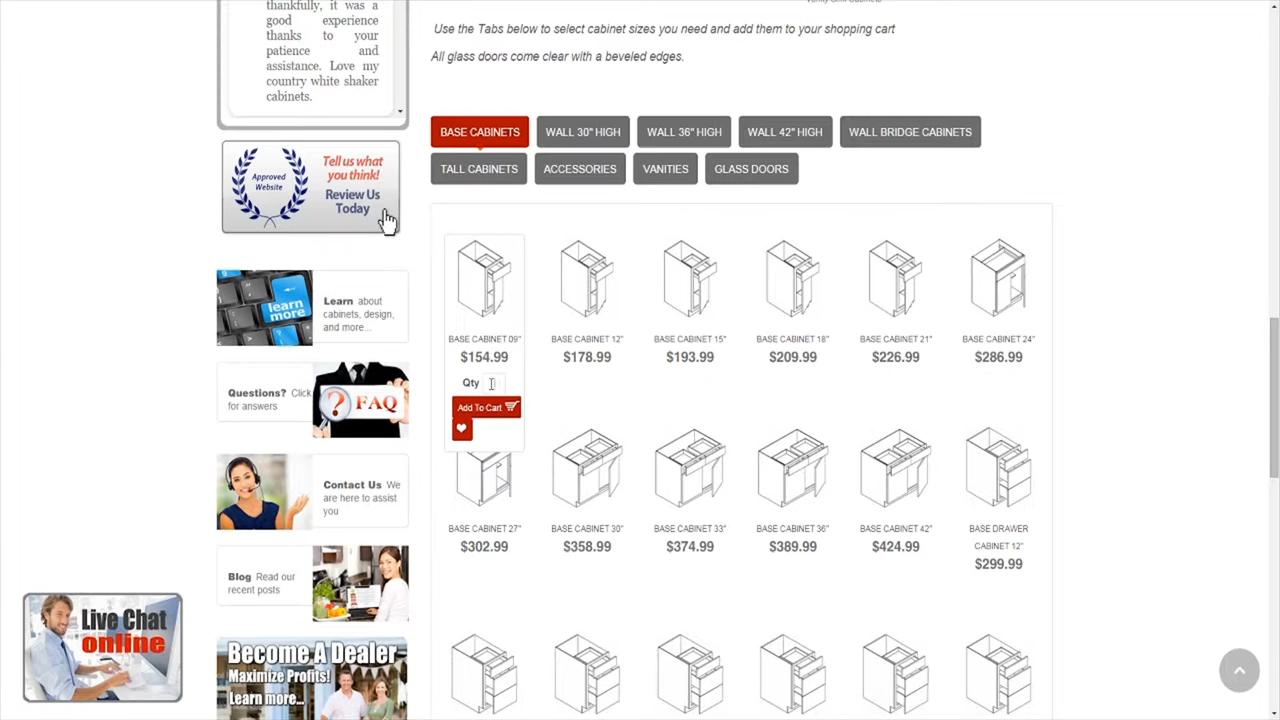 thankfully, it was a
good experience
thanks to your
patience and
assistance. Love my
country white shaker
cabinets.
Approved
Website
Tell us what
you think!
Review Us
Today
learn
more
Learn about
cabinets, design,
and more...
Questions? Click
for answers
? FAQ
Contact Us We
are here to assist
you
Blog Read our
recent posts
Become A Dealer
Maximize Profits!
Learn more...
Live Chat
online
Vanity Sink Cabinets
Use the Tabs below to select cabinet sizes you need and add them to your shopping cart
All glass doors come clear with a beveled edges.
BASE CABINETS WALL 30" HIGH WALL 36" HIGH WALL 42" HIGH WALL BRIDGE CABINETS
TALL CABINETS ACCESSORIES VANITIES GLASS DOORS
BASE CABINET 09" BASE CABINET 12" BASE CABINET 15" BASE CABINET 18" BASE CABINET 21" BASE CABINET 24"
$154.99 $178.99 $193.99 $209.99 $226.99 $286.99
Qty
Add To Cart
BASE CABINET 27" BASE CABINET 30" BASE CABINET 33" BASE CABINET 36" BASE CABINET 42" BASE DRAWER
CABINET 12"
$302.99 $358.99 $374.99 $389.99 $424.99 $299.99